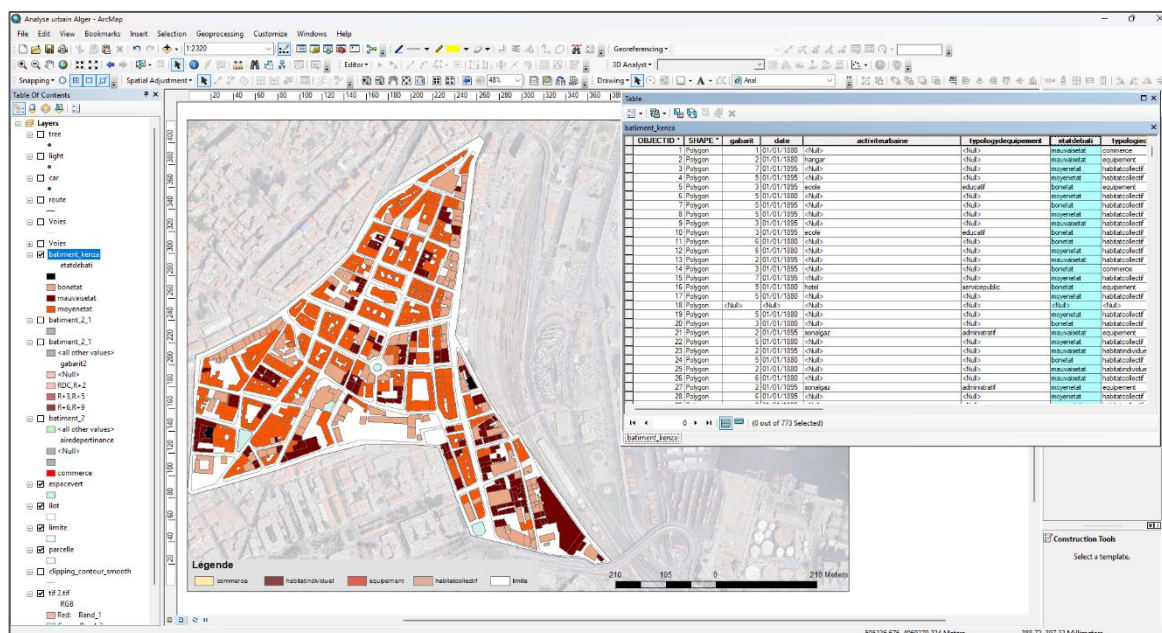 Analyse urbain Alger - ArcMap
File Edit View Bookmarks Insert Selection Geoprocessing Customize Windows Help
1:2320
Georeferencing
Editor
3D Analyst
Snapping Spatial Adjustment 48% Drawing Arial
Table Of Contents
Layers
tree
light
car
route
Voies
Voies
batiment_kenza
etatdebati
bonetat
mauvaisetat
moyenetat
batiment_2_1
batiment_2_1
<all other values>
gabarit2
<Null>
RDC,R+2
R+3,R+5
R+6,R+9
batiment_2
<all other values>
airedepertinance
<Null>
commerce
espacevert
ilot
limite
parcelle
clipping_contour_smooth
tif 2.tif
RGB
Red: Band_1
Table
batiment_kenza
OBJECTID * SHAPE * gabarit date activiteurbaine typologydequipement etatdebati typologiec
1 Polygon 1 01/01/1880 <Null> <Null> mauvaisetat commerce
2 Polygon 2 01/01/1880 hangar <Null> mauvaisetat equipement
3 Polygon 7 01/01/1895 <Null> <Null> moyenetat habitatcollectif
4 Polygon 5 01/01/1895 <Null> <Null> moyenetat habitatcollectif
5 Polygon 3 01/01/1895 ecole educatif bonetat equipement
6 Polygon 5 01/01/1880 <Null> <Null> moyenetat habitatcollectif
7 Polygon 5 01/01/1895 <Null> <Null> bonetat habitatcollectif
8 Polygon 5 01/01/1895 <Null> <Null> moyenetat habitatcollectif
9 Polygon 3 01/01/1895 <Null> <Null> mauvaisetat habitatcollectif
10 Polygon 3 01/01/1895 ecole educatif bonetat habitatcollectif
11 Polygon 6 01/01/1880 <Null> <Null> bonetat habitatcollectif
12 Polygon 6 01/01/1880 <Null> <Null> moyenetat habitatcollectif
13 Polygon 2 01/01/1895 <Null> <Null> mauvaisetat habitatcollectif
14 Polygon 3 01/01/1880 <Null> <Null> bonetat commerce
15 Polygon 7 01/01/1895 <Null> <Null> moyenetat habitatcollectif
16 Polygon 5 01/01/1895 hotel servicepublic bonetat equipement
17 Polygon 5 01/01/1880 <Null> <Null> moyenetat habitatcollectif
18 Polygon <Null> <Null> <Null> <Null> <Null> <Null>
19 Polygon 5 01/01/1880 <Null> <Null> moyenetat habitatcollectif
20 Polygon 3 01/01/1880 <Null> <Null> bonetat habitatcollectif
21 Polygon 2 01/01/1895 sonalgaz administratif mauvaisetat equipement
22 Polygon 5 01/01/1895 <Null> <Null> moyenetat habitatcollectif
23 Polygon 2 01/01/1895 <Null> <Null> mauvaisetat habitatindividue
24 Polygon 5 01/01/1880 <Null> <Null> bonetat habitatcollectif
25 Polygon 2 01/01/1880 <Null> <Null> mauvaisetat habitatindividue
26 Polygon 6 01/01/1880 <Null> <Null> mauvaisetat habitatcollectif
27 Polygon 2 01/01/1895 sonalgaz administratif moyenetat equipement
28 Polygon 6 01/01/1895 <Null> <Null> moyenetat habitatcollectif
0 (0 out of 773 Selected)
batiment_kenza
Légende
commerce habitatindividuel equipement habitatcollectif limite
210 105 0 210 Meters
Construction Tools
Select a template.